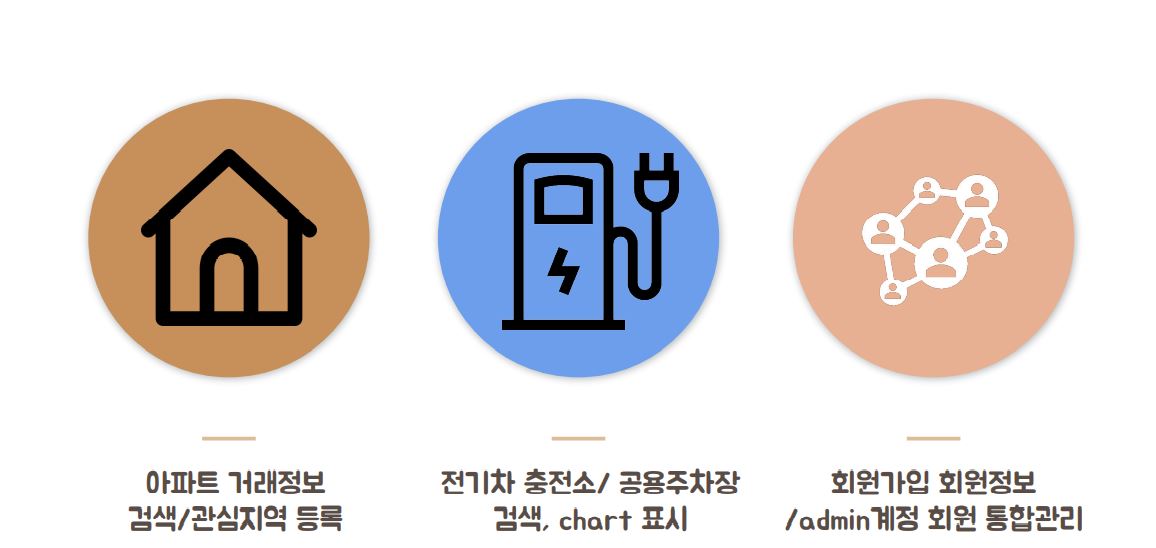 아파트 거래정보
검색/관심지역 등록
전기차 충전소/ 공용주차장
검색, chart 표시
회원가입 회원정보
/admin계정 회원 통합관리